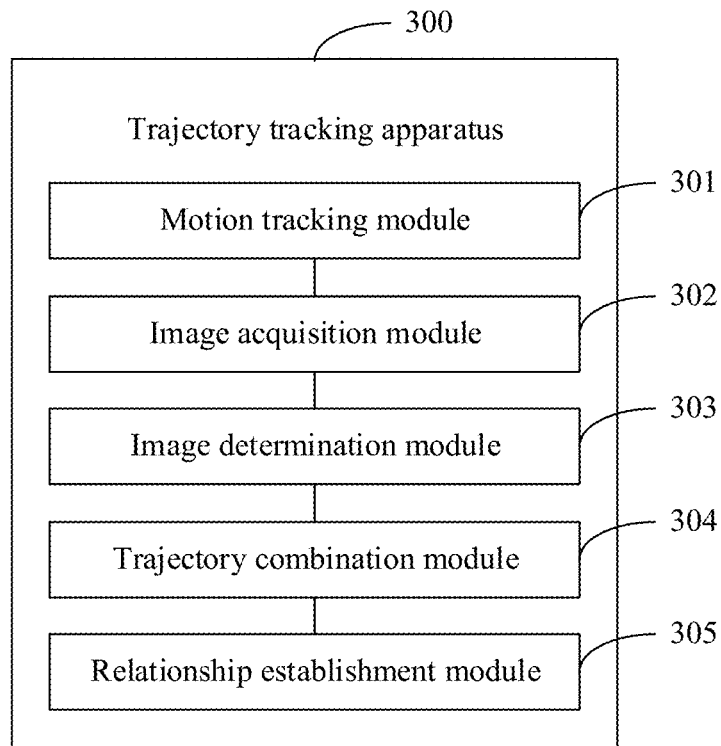 300
Trajectory tracking apparatus
301
Motion tracking module
302
Image acquisition module
303
Image determination module
304
Trajectory combination module
305
Relationship establishment module